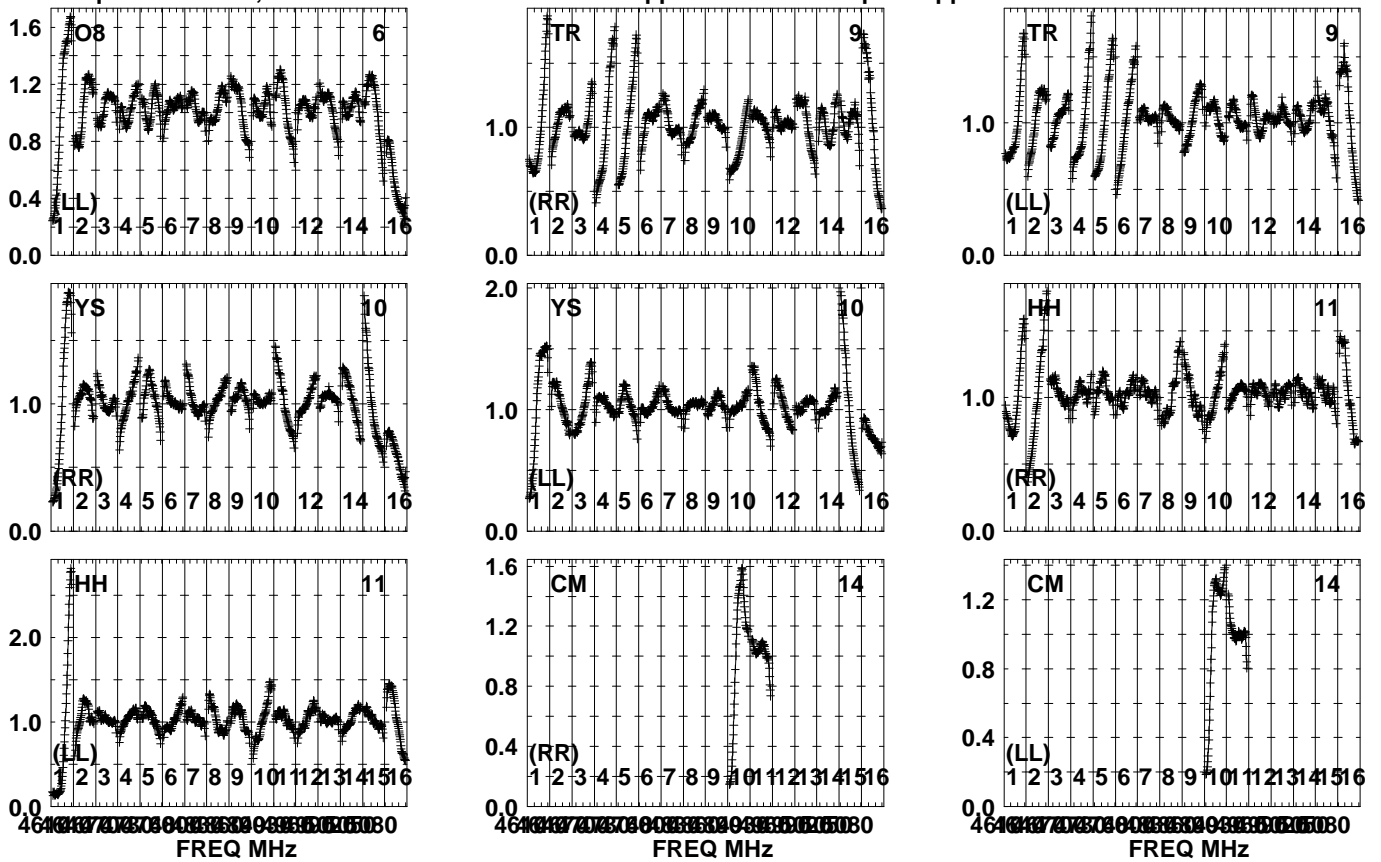 1.6 O8 6
1.2
0.8
0.4
(LL)
1 2 3 4 5 6 7 8 9 10 12 14 16
0.0
TR 9
1.0
(RR)
1 2 3 4 5 6 7 8 9 10 12 14 16
0.0
TR 9
1.0
(LL)
1 2 3 4 5 6 7 8 9 10 12 14 16
0.0
YS 10
1.0
(RR)
1 2 3 4 5 6 7 8 9 10 12 14 16
0.0
2.0 YS 10
1.0
(LL)
1 2 3 4 5 6 7 8 9 10 12 14 16
0.0
HH 11
1.0
(RR)
1 2 3 4 5 6 7 8 9 10 12 14 16
0.0
HH 11
2.0
1.0
(LL)
1 2 3 4 5 6 7 8 9 10 11 12 13 14 15 16
0.0
FREQ MHz
1.6 CM 14
1.2
0.8
0.4
(RR)
1 2 3 4 5 6 7 8 9 10 11 12 13 14 15 16
0.0
FREQ MHz
CM 14
1.2
0.8
0.4
(LL)
1 2 3 4 5 6 7 8 9 10 11 12 13 14 15 16
0.0
FREQ MHz